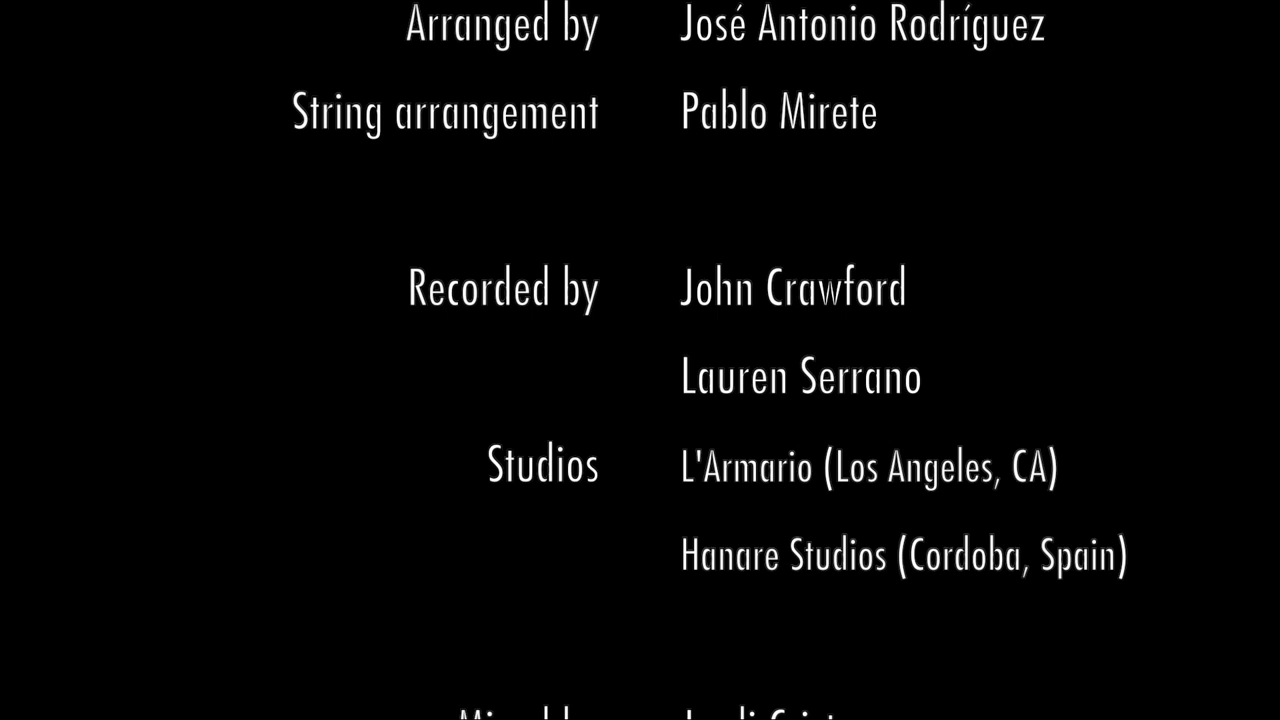 Arranged by José Antonio Rodríguez
String arrangement Pablo Mirete
Recorded by John Crawford
Lauren Serrano
Studios L'Armario (Los Angeles, CA)
Hanare Studios (Cordoba, Spain)